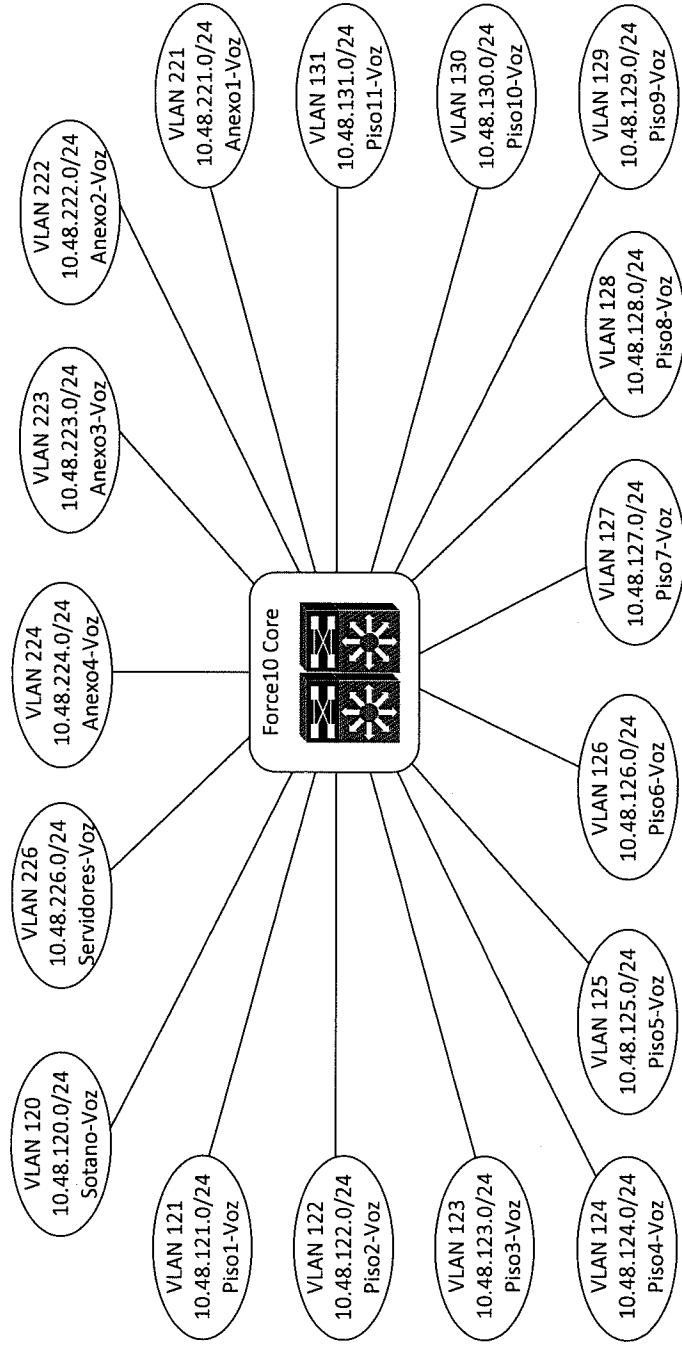 VLAN 120
10.48.120.0/24
Sotano-Voz
VLAN 226
10.48.226.0/24
Servidores-Voz
VLAN 224
10.48.224.0/24
Anexo4-Voz
VLAN 223
10.48.223.0/24
Anexo3-Voz
VLAN 222
10.48.222.0/24
Anexo2-Voz
VLAN 221
10.48.221.0/24
Anexo1-Voz
VLAN 121
10.48.121.0/24
Piso1-Voz
Force10 Core
VLAN 131
10.48.131.0/24
Piso11-Voz
VLAN 122
10.48.122.0/24
Piso2-Voz
VLAN 130
10.48.130.0/24
Piso10-Voz
VLAN 123
10.48.123.0/24
Piso3-Voz
VLAN 129
10.48.129.0/24
Piso9-Voz
VLAN 124
10.48.124.0/24
Piso4-Voz
VLAN 125
10.48.125.0/24
Piso5-Voz
VLAN 126
10.48.126.0/24
Piso6-Voz
VLAN 127
10.48.127.0/24
Piso7-Voz
VLAN 128
10.48.128.0/24
Piso8-Voz